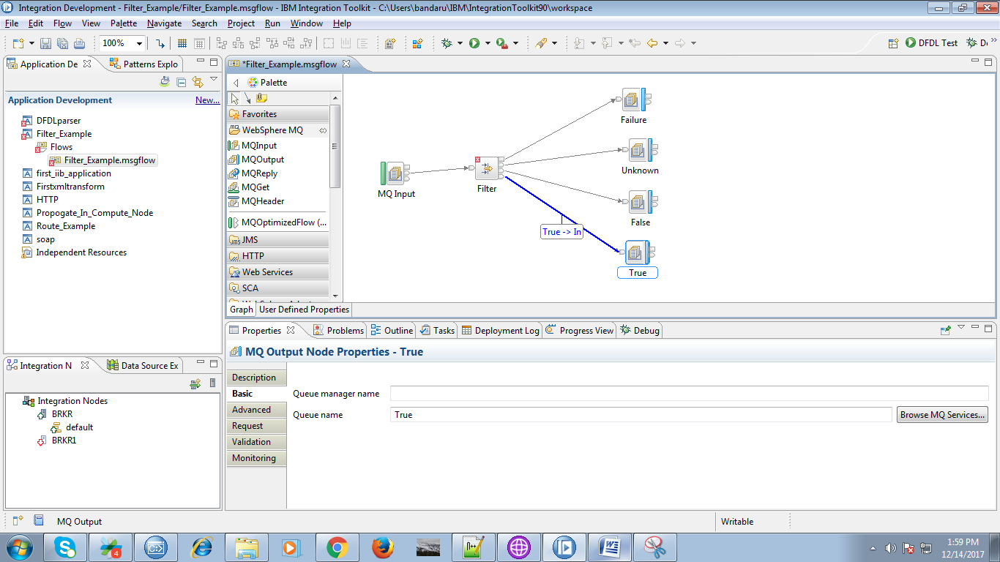 Integration Development - Filter_Example/Filter_Example.msgflow - IBM Integration Toolkit - C:\Users\bandaru\IBM\IntegrationToolkit90\workspace
File Edit Flow View Palette Navigate Search Project Run Window Help
100% DFDL Test D
Application De Patterns Explo
Application Development New...
DFDLparser
Filter_Example
Flows
Filter_Example.msgflow
first_iib_application
Firstxmltransform
HTTP
Propogate_In_Compute_Node
Route_Example
soap
Independent Resources
*Filter_Example.msgflow
Palette
Favorites
WebSphere MQ
MQInput
MQOutput
MQReply
MQGet
MQHeader
MQOptimizedFlow (...
JMS
HTTP
Web Services
SCA
Graph User Defined Properties
MQ Input
Filter
Failure
Unknown
False
True -> In
True
Integration N Data Source Ex
Integration Nodes
BRKR
default
BRKR1
Properties Problems Outline Tasks Deployment Log Progress View Debug
MQ Output Node Properties - True
Description
Basic
Advanced
Request
Validation
Monitoring
Queue manager name
Queue name True Browse MQ Services...
MQ Output Writable
4
1:59 PM
12/14/2017